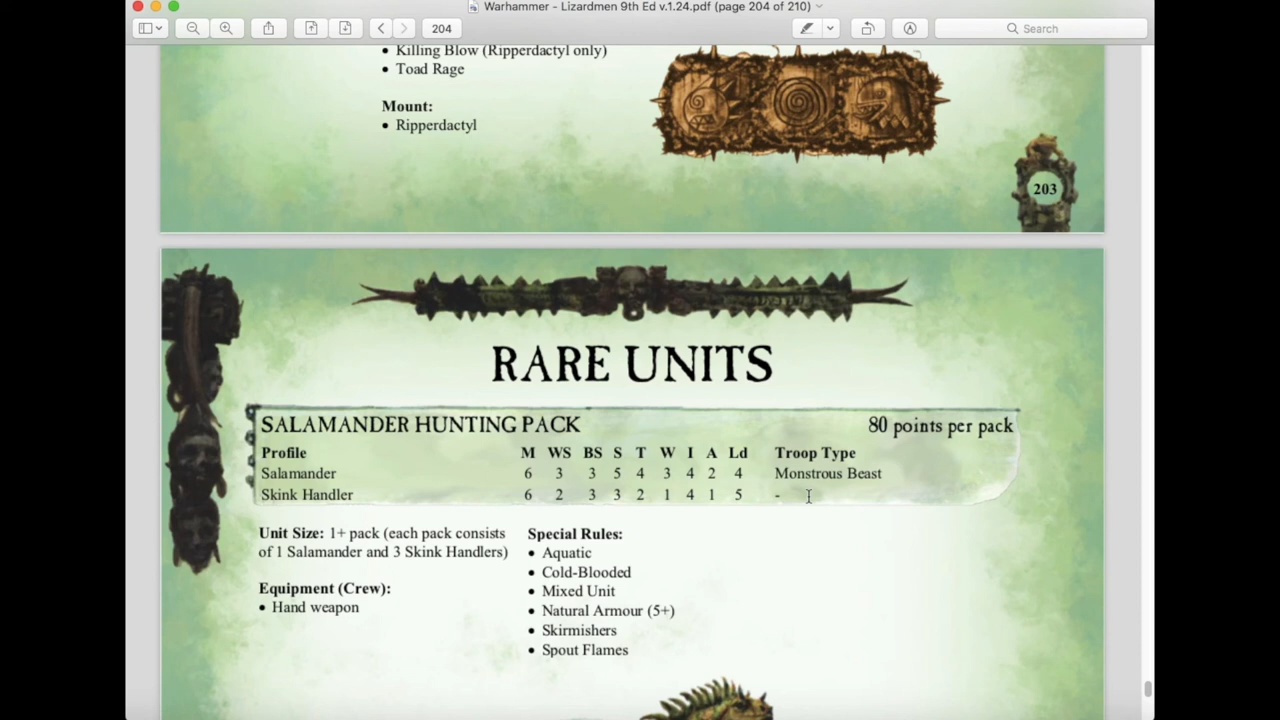 Warhammer - Lizardmen 9th Ed v.1.24.pdf (page 204 of 210)
204
Search
• Killing Blow (Ripperdactyl only)
• Toad Rage
Mount:
• Ripperdactyl
203
RARE UNITS
SALAMANDER HUNTING PACK 80 points per pack
Profile M WS BS S T W I A Ld Troop Type
Salamander 6 3 3 5 4 3 4 2 4 Monstrous Beast
Skink Handler 6 2 3 3 2 1 4 1 5 -
Unit Size: 1+ pack (each pack consists
of 1 Salamander and 3 Skink Handlers)
Equipment (Crew):
• Hand weapon
Special Rules:
• Aquatic
• Cold-Blooded
• Mixed Unit
• Natural Armour (5+)
• Skirmishers
• Spout Flames